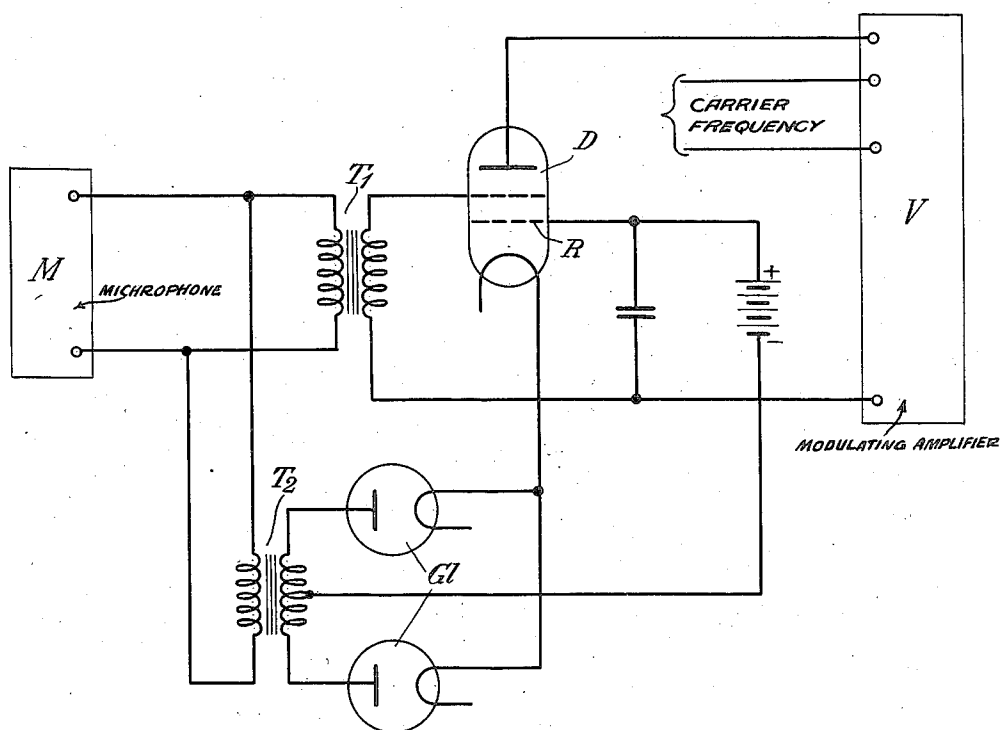 D
CARRIER
FREQUENCY
T1
V
R
M
MICHROPHONE
+
-
MODULATING AMPLIFIER
T2
Gl